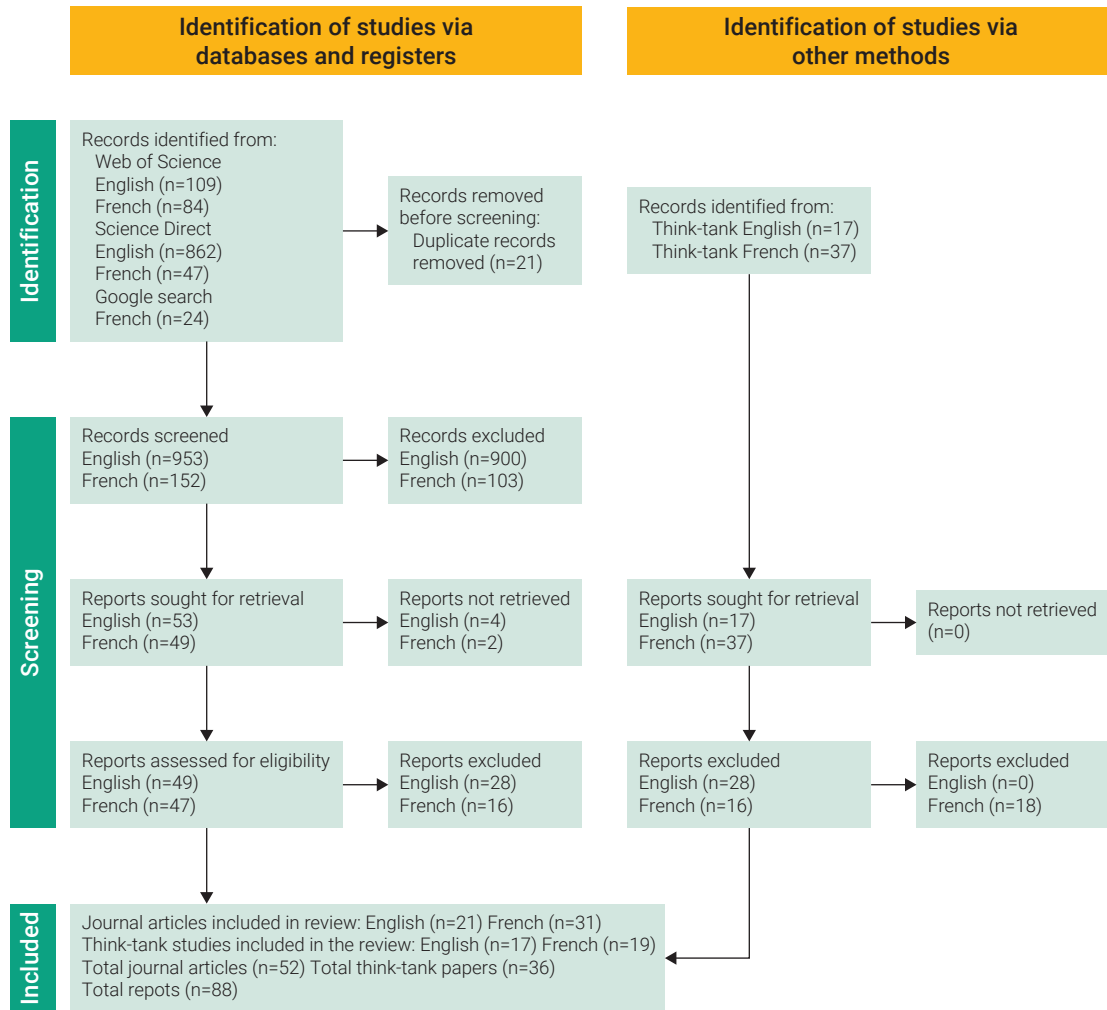 Identification of studies via
databases and registers
Identification of studies via
other methods
Identification
Records identified from:
Web of Science
English (n=109)
French (n=84)
Science Direct
English (n=862)
French (n=47)
Google search
French (n=24)
Records removed
before screening:
Duplicate records
removed (n=21)
Records identified from:
Think-tank English (n=17)
Think-tank French (n=37)
Screening
Records screened
English (n=953)
French (n=152)
Records excluded
English (n=900)
French (n=103)
Reports sought for retrieval
English (n=53)
French (n=49)
Reports not retrieved
English (n=4)
French (n=2)
Reports sought for retrieval
English (n=17)
French (n=37)
Reports not retrieved
(n=0)
Reports assessed for eligibility
English (n=49)
French (n=47)
Reports excluded
English (n=28)
French (n=16)
Reports excluded
English (n=28)
French (n=16)
Reports excluded
English (n=0)
French (n=18)
Included
Journal articles included in review: English (n=21) French (n=31)
Think-tank studies included in the review: English (n=17) French (n=19)
Total journal articles (n=52) Total think-tank papers (n=36)
Total repots (n=88)